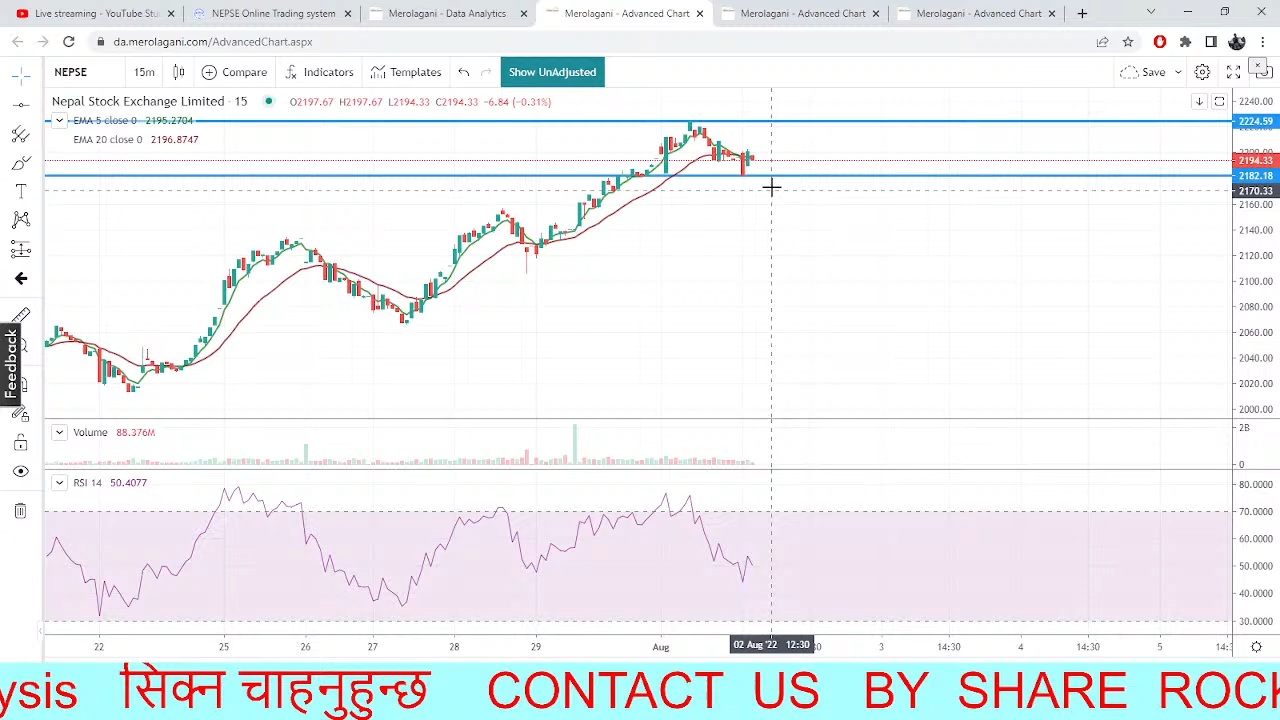 Live streaming - YouTube Stu
NEPSE Online Trading system
Merolagani - Data Analytics
Merolagani - Advanced Chart
Merolagani - Advanced Chart
Merolagani - Advanced Chart
da.merolagani.com/AdvancedChart.aspx
NEPSE
15m
Compare
Indicators
Templates
Show UnAdjusted
Save
Nepal Stock Exchange Limited · 15
O2197.67 H2197.67 L2194.33 C2194.33 -6.84 (-0.31%)
EMA 5 close 0 2195.2704
EMA 20 close 0 2196.8747
2240.00
2224.59
2194.33
2182.18
2170.33
2160.00
2140.00
2120.00
2100.00
2080.00
2060.00
2040.00
2020.00
2000.00
Feedback
Volume 88.376M
2B
0
RSI 14 50.4077
80.0000
70.0000
60.0000
50.0000
40.0000
30.0000
22 25 26 27 28 29 Aug 02 Aug '22 12:30 30 3 14:30 4 14:30 5 14:3
ysis सिक्न चाहनुहुन्छ CONTACT US BY SHARE ROCK